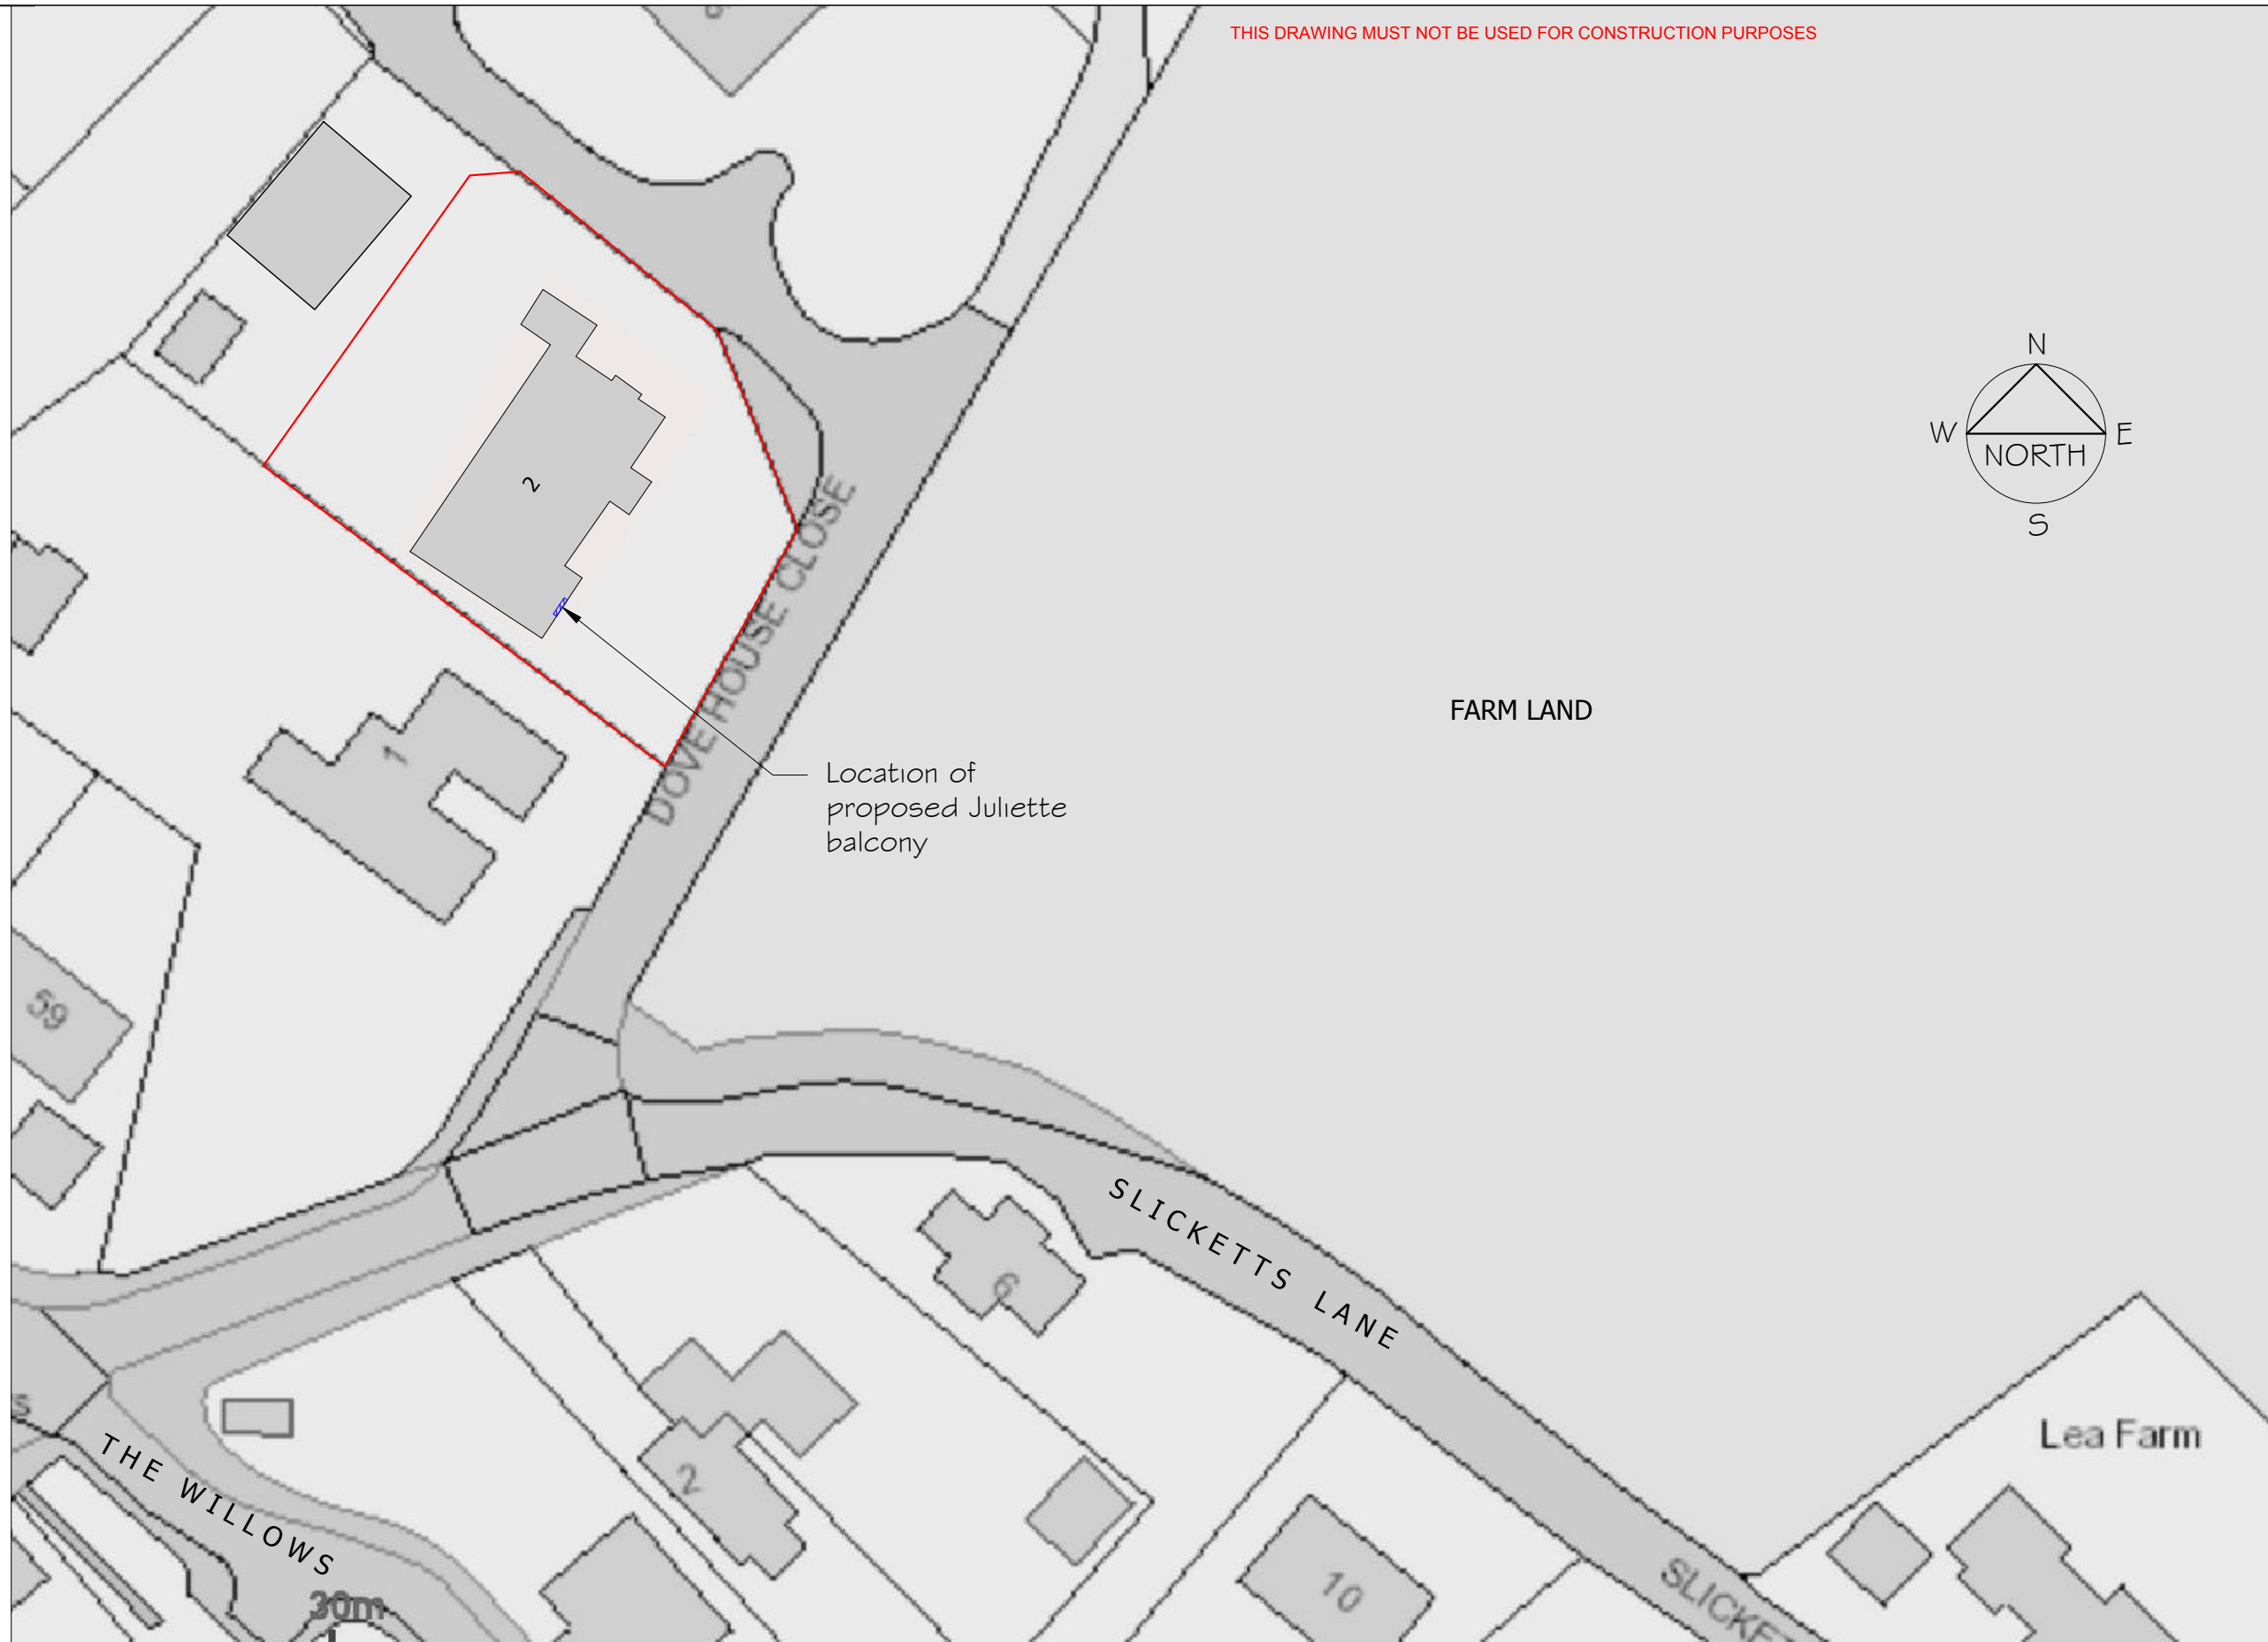 THIS DRAWING MUST NOT BE USED FOR CONSTRUCTION PURPOSES
N
W
E
NORTH
S
2
DOVE HOUSE CLOSE
FARM LAND
1
Location of
proposed Juliette
balcony
59
SLICKETTS LANE
6
Lea Farm
THE WILLOWS
2
10
30m